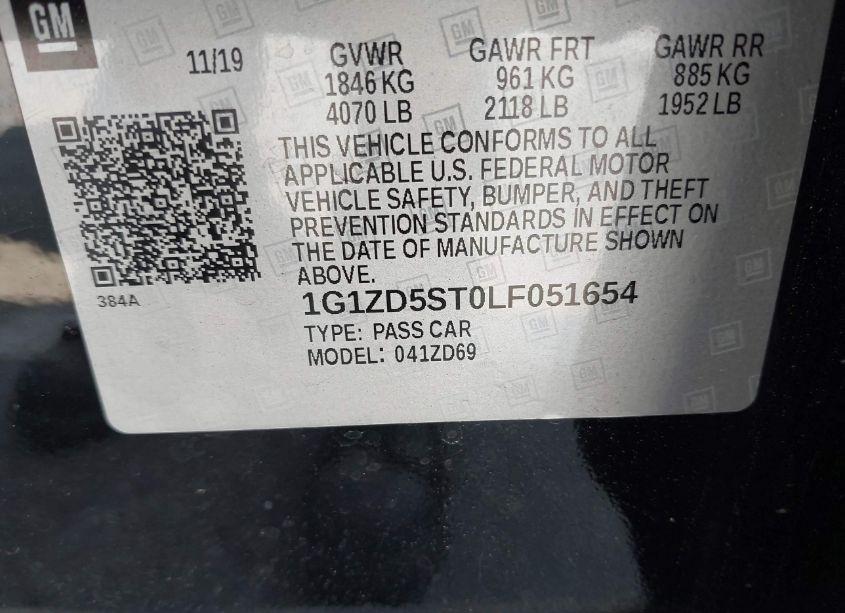 GM
11/19 GVWR GAWR FRT GAWR RR
1846 KG 961 KG 885 KG
4070 LB 2118 LB 1952 LB
THIS VEHICLE CONFORMS TO ALL
APPLICABLE U.S. FEDERAL MOTOR
VEHICLE SAFETY, BUMPER, AND THEFT
PREVENTION STANDARDS IN EFFECT ON
THE DATE OF MANUFACTURE SHOWN
ABOVE.
384A
1G1ZD5ST0LF051654
TYPE: PASS CAR
MODEL: 041ZD69